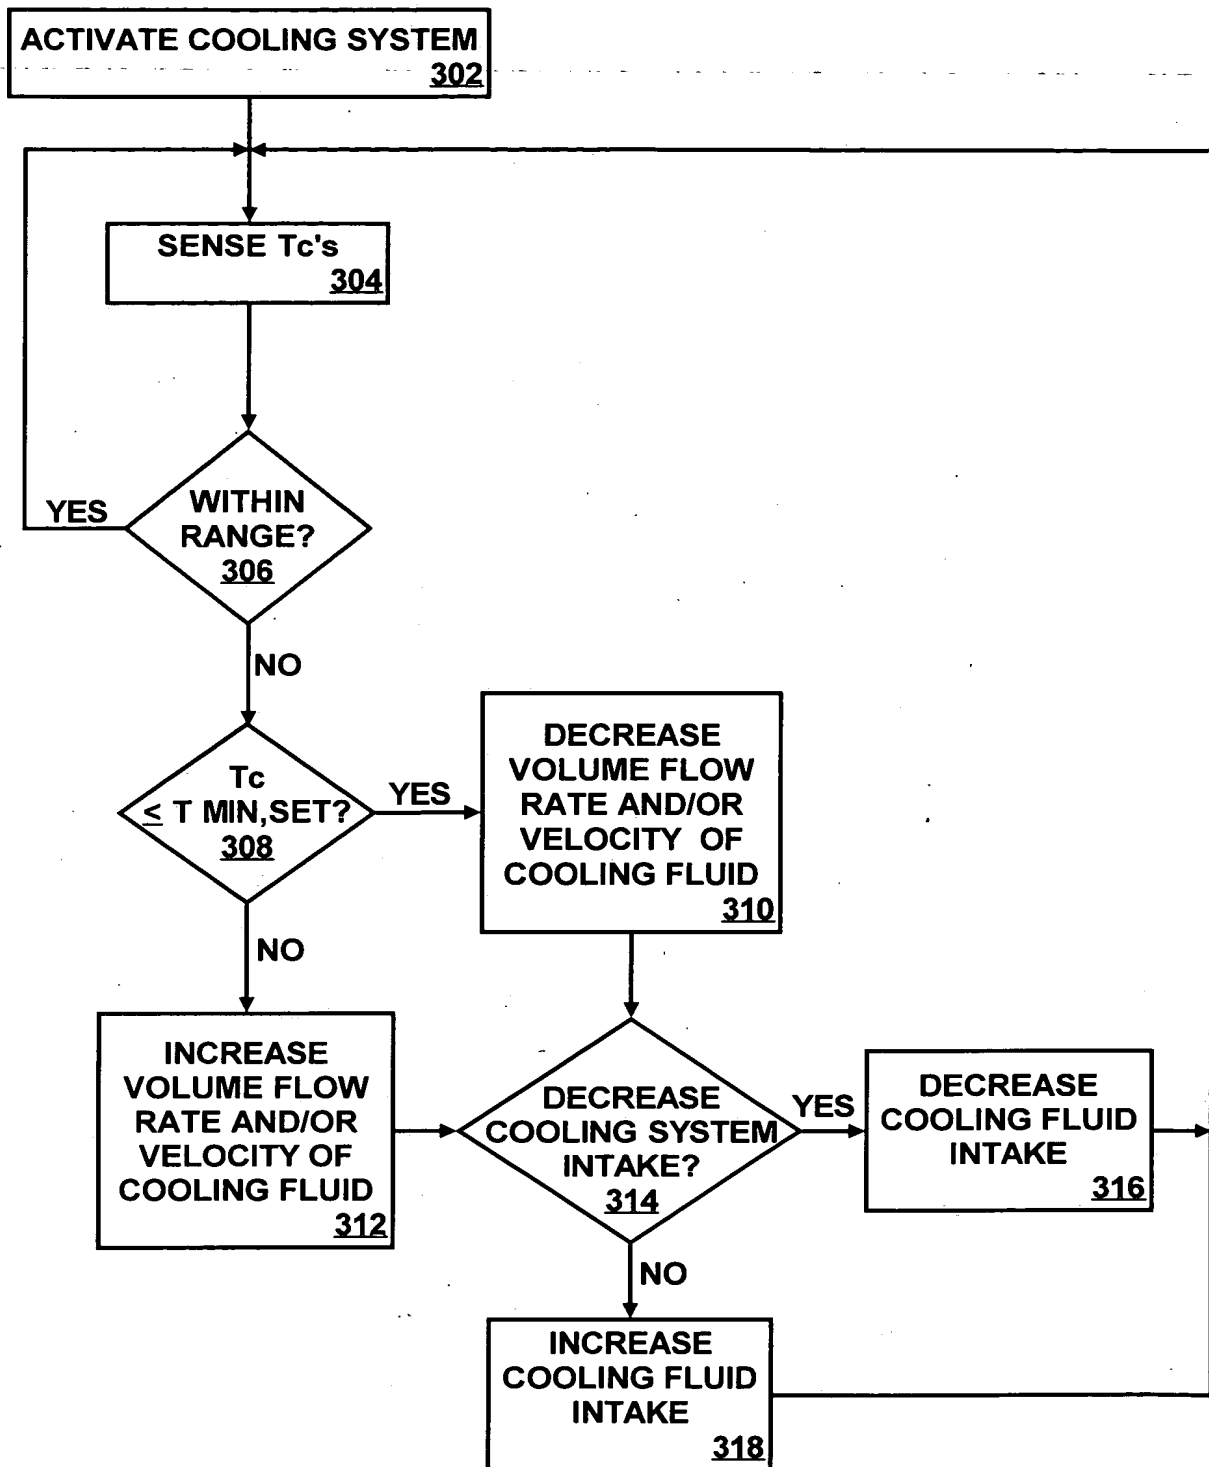 ACTIVATE COOLING SYSTEM
302
SENSE Tc's
304
YES
WITHIN
RANGE?
306
NO
Tc
≤ T MIN,SET?
308
YES
DECREASE
VOLUME FLOW
RATE AND/OR
VELOCITY OF
COOLING FLUID
310
NO
INCREASE
VOLUME FLOW
RATE AND/OR
VELOCITY OF
COOLING FLUID
312
DECREASE
COOLING SYSTEM
INTAKE?
314
YES
DECREASE
COOLING FLUID
INTAKE
316
NO
INCREASE
COOLING FLUID
INTAKE
318